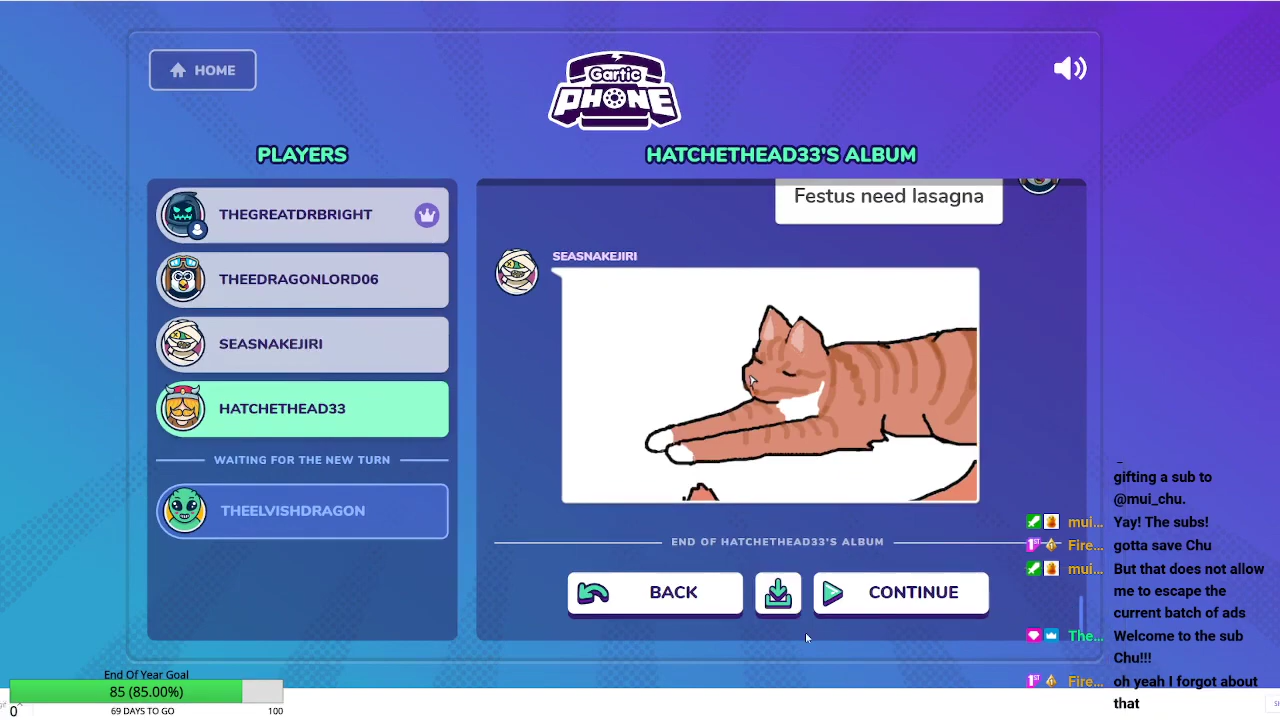 HOME
Gartic
PHONE
PLAYERS
HATCHETHEAD33'S ALBUM
THEGREATDRBRIGHT
THEEDRAGONLORD06
SEASNAKEJIRI
HATCHETHEAD33
WAITING FOR THE NEW TURN
THEELVISHDRAGON
Festus need lasagna
SEASNAKEJIRI
END OF HATCHETHEAD33'S ALBUM
BACK
CONTINUE
gifting a sub to
@mui_chu.
mui... Yay! The subs!
Fire... gotta save Chu
mui... But that does not allow
me to escape the
current batch of ads
The... Welcome to the sub
Chu!!!
Fire... oh yeah I forgot about
that
End Of Year Goal
85 (85.00%)
0
69 DAYS TO GO
100